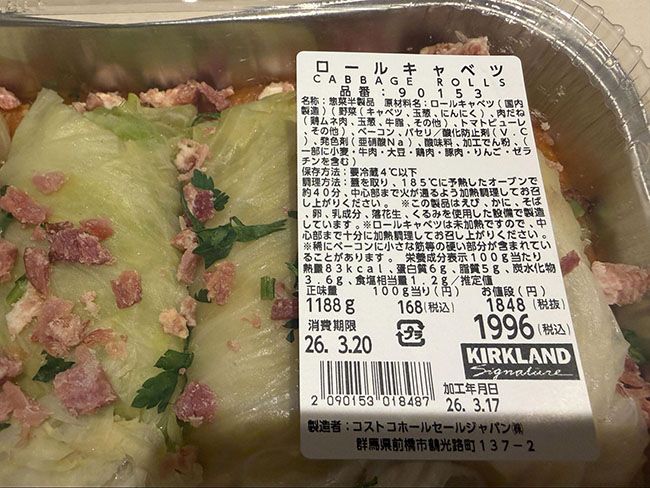 ロールキャベツ
CABBAGE ROLLS
品番：90153
名称：惣菜半製品 原材料名：ロールキャベツ（国内
製造）（野菜（キャベツ、玉葱、にんにく）、肉だね
（鶏ムネ肉、玉葱、牛脂、その他）、トマトピューレ
、その他）、ベーコン、パセリ／酸化防止剤（V.C
）、発色剤（亜硝酸Na）、酸味料、加工でん粉、（
一部に小麦・牛肉・大豆・鶏肉・豚肉・りんご・ゼラ
チンを含む）
保存方法：要冷蔵4℃以下
調理方法：蓋を取り、185℃に予熱したオーブンで
約40分、中心部まで火が通るよう加熱調理してお召
し上がりください。 ※この製品はえび、かに、そば
、卵、乳成分、落花生、くるみを使用した設備で製造
しています。※ロールキャベツは未加熱ですので、中
心部まで十分に加熱調理してお召し上がりください。
※稀にベーコンに小さな筋等の硬い部分が含まれてい
ることがあります。 栄養成分表示100g当たり
熱量83kcal、蛋白質6g、脂質5g、炭水化物
3.6g、食塩相当量1.2g／推定値
正味量 100g当り（円） お値段（円）
1188g 168(税込) 1848(税抜)
消費期限 1996(税込)
26.3.20 プラ KIRKLAND
Signature
2 090153 018487 加工年月日
26.3.17
製造者：コストコホールセールジャパン㈱
群馬県前橋市鶴光路町137-2